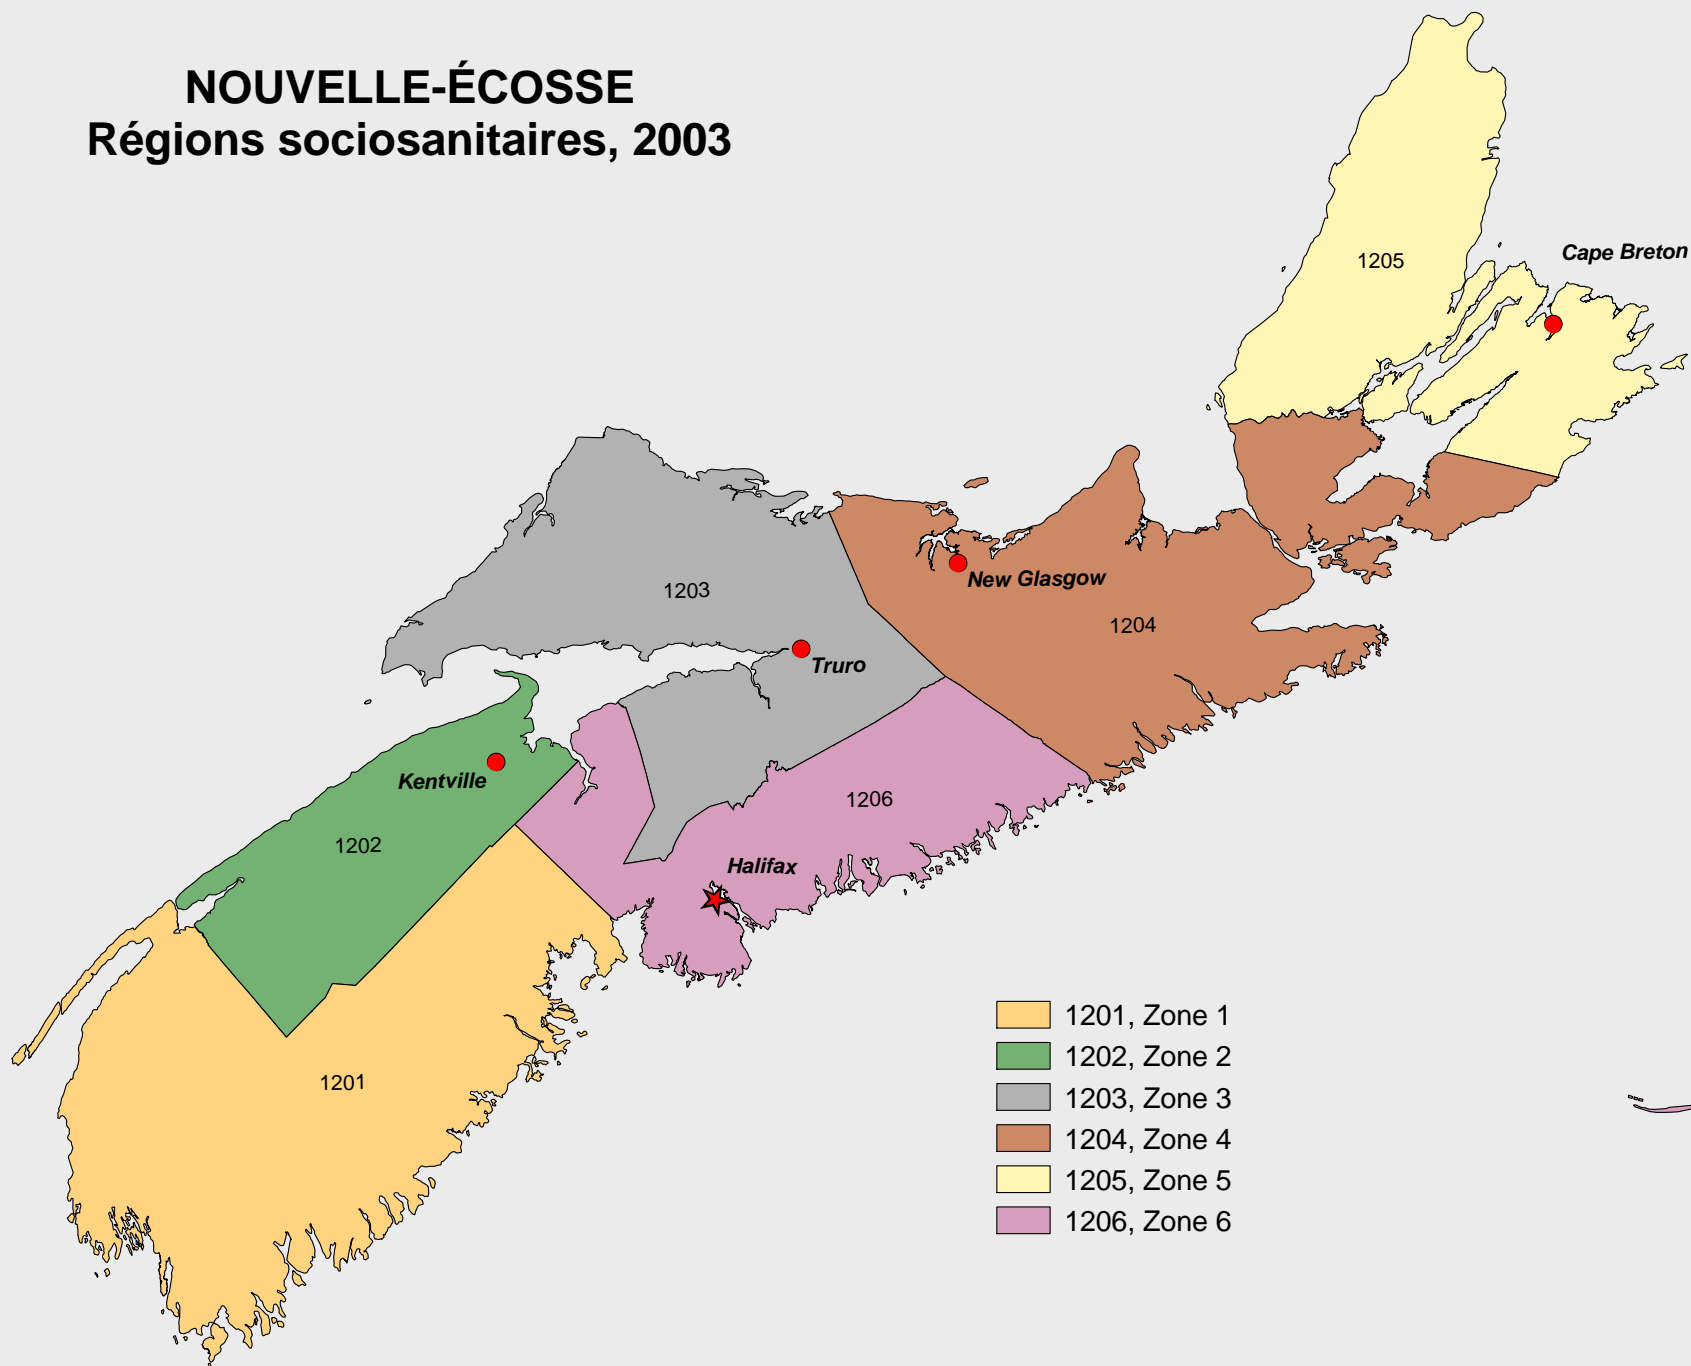 NOUVELLE-ÉCOSSE
Régions sociosanitaires, 2003
1205
Cape Breton
1203
New Glasgow
1204
Truro
Kentville
1206
1202
Halifax
1201
1201, Zone 1
1202, Zone 2
1203, Zone 3
1204, Zone 4
1205, Zone 5
1206, Zone 6